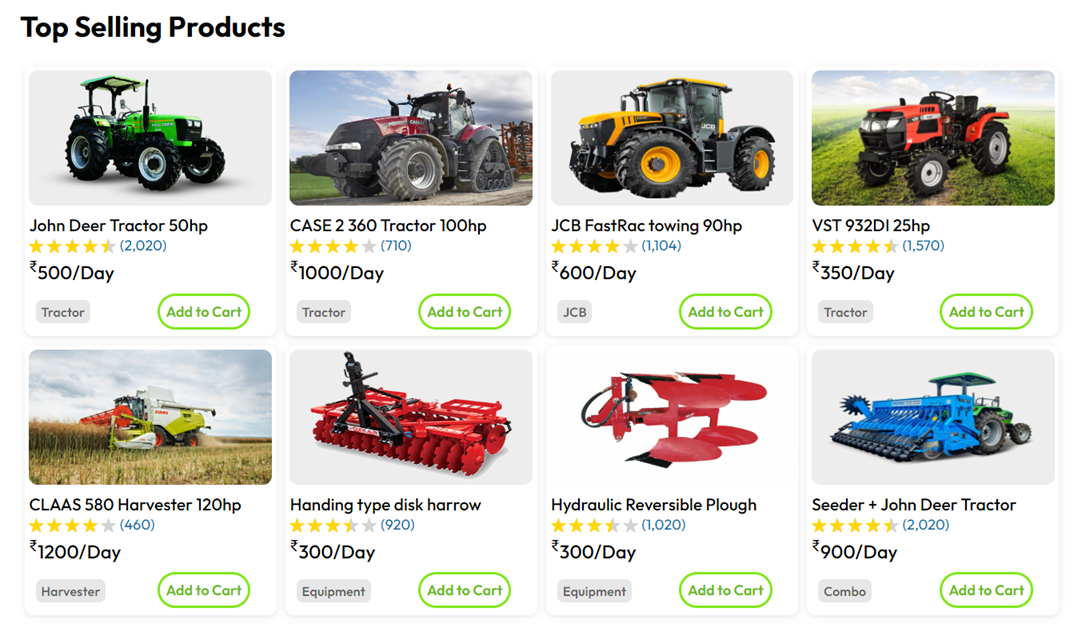 Top Selling Products
John Deer Tractor 50hp
(2,020)
₹500/Day
Tractor
Add to Cart
CASE 2 360 Tractor 100hp
(710)
₹1000/Day
Tractor
Add to Cart
JCB
JCB FastRac towing 90hp
(1,104)
₹600/Day
JCB
Add to Cart
VST 932DI 25hp
(1,570)
₹350/Day
Tractor
Add to Cart
CLAAS
CLAAS 580 Harvester 120hp
(460)
₹1200/Day
Harvester
Add to Cart
Handing type disk harrow
(920)
₹300/Day
Equipment
Add to Cart
Hydraulic Reversible Plough
(1,020)
₹300/Day
Equipment
Add to Cart
Seeder + John Deer Tractor
(2,020)
₹900/Day
Combo
Add to Cart